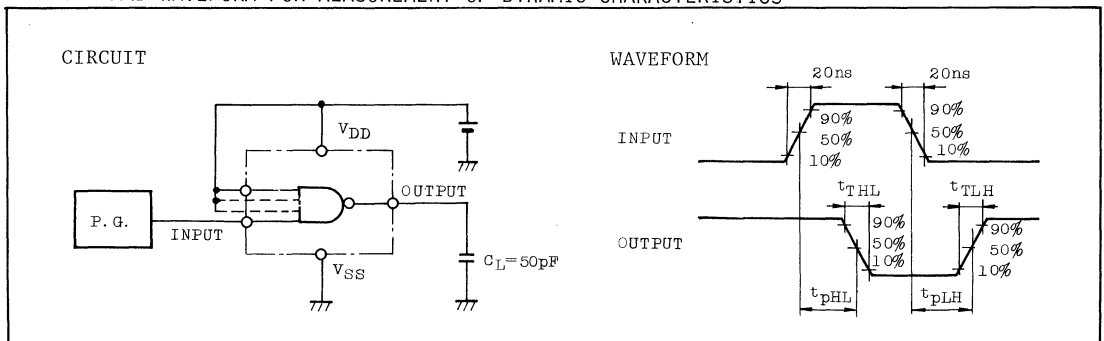 CIRCUIT
V_DD
OUTPUT
P. G.
INPUT
V_SS
C_L=50pF
WAVEFORM
20ns
20ns
INPUT
90%
50%
10%
90%
50%
10%
t_THL
t_TLH
OUTPUT
90%
50%
10%
90%
50%
10%
t_pHL
t_pLH